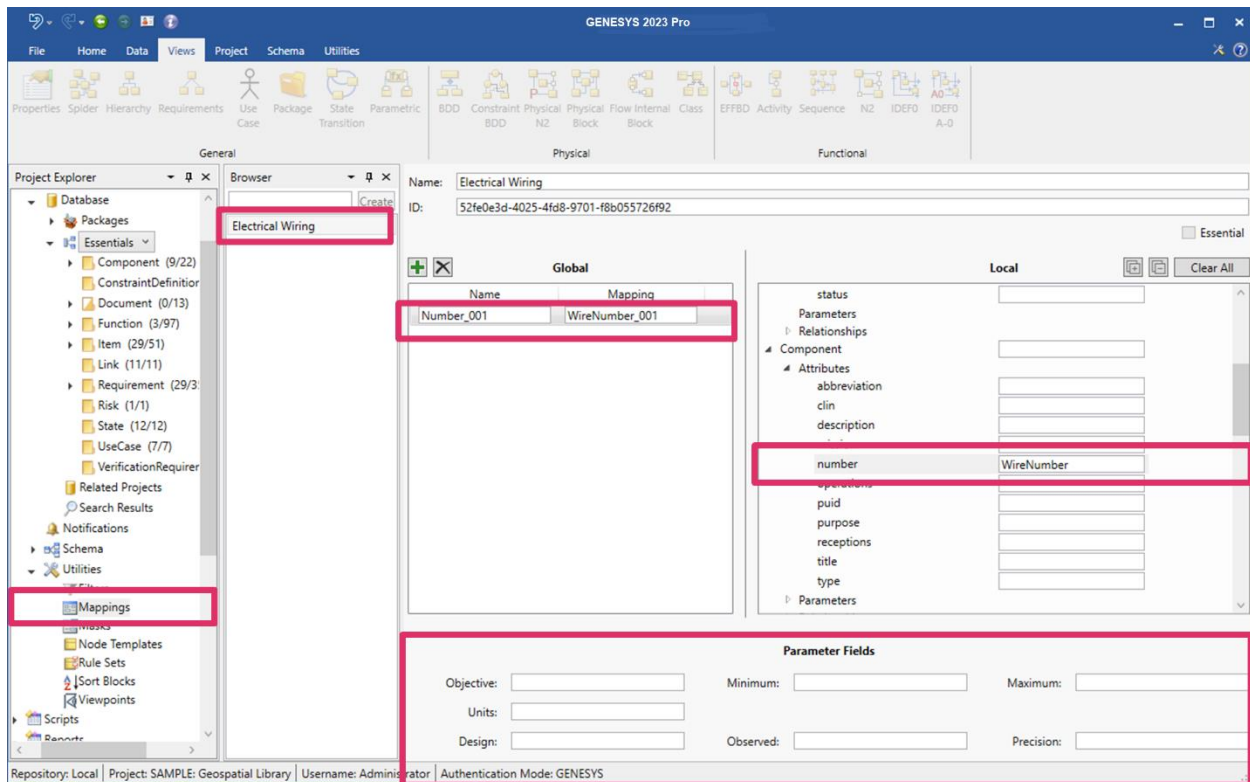 GENESYS 2023 Pro
File Home Data Views Project Schema Utilities
Properties Spider Hierarchy Requirements Use Case Package State Transition Parametric BDD Constraint BDD Physical N2 Physical Block Flow Internal Block Class EFFBD Activity Sequence N2 IDEF0 IDEF0 A-0
General Physical Functional
Project Explorer
Database
Packages
Essentials
Component (9/22)
ConstraintDefinition
Document (0/13)
Function (3/97)
Item (29/51)
Link (11/11)
Requirement (29/3
Risk (1/1)
State (12/12)
UseCase (7/7)
VerificationRequirer
Related Projects
Search Results
Notifications
Schema
Utilities
Filters
Mappings
Masks
Node Templates
Rule Sets
Sort Blocks
Viewpoints
Scripts
Reports
Browser
Create
Electrical Wiring
Name: Electrical Wiring
ID: 52fe0e3d-4025-4fd8-9701-f8b055726f92
Essential
Global
Name Mapping
Number_001 WireNumber_001
Local Clear All
status
Parameters
Relationships
Component
Attributes
abbreviation
clin
description
number WireNumber
operations
puid
purpose
receptions
title
type
Parameters
Parameter Fields
Objective: Minimum: Maximum:
Units:
Design: Observed: Precision:
Repository: Local Project: SAMPLE: Geospatial Library Username: Administrator Authentication Mode: GENESYS